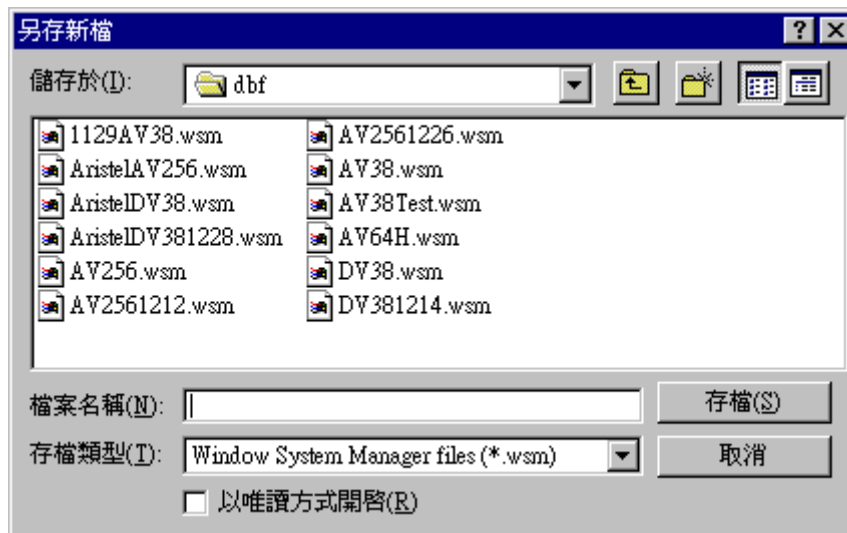 另存新檔
儲存於(I): dbf
1129AV38.wsm
AristelAV256.wsm
AristelDV38.wsm
AristelDV381228.wsm
AV256.wsm
AV2561212.wsm
AV2561226.wsm
AV38.wsm
AV38Test.wsm
AV64H.wsm
DV38.wsm
DV381214.wsm
檔案名稱(N): 存檔(S)
存檔類型(T): Window System Manager files (*.wsm) 取消
以唯讀方式開啓(R)